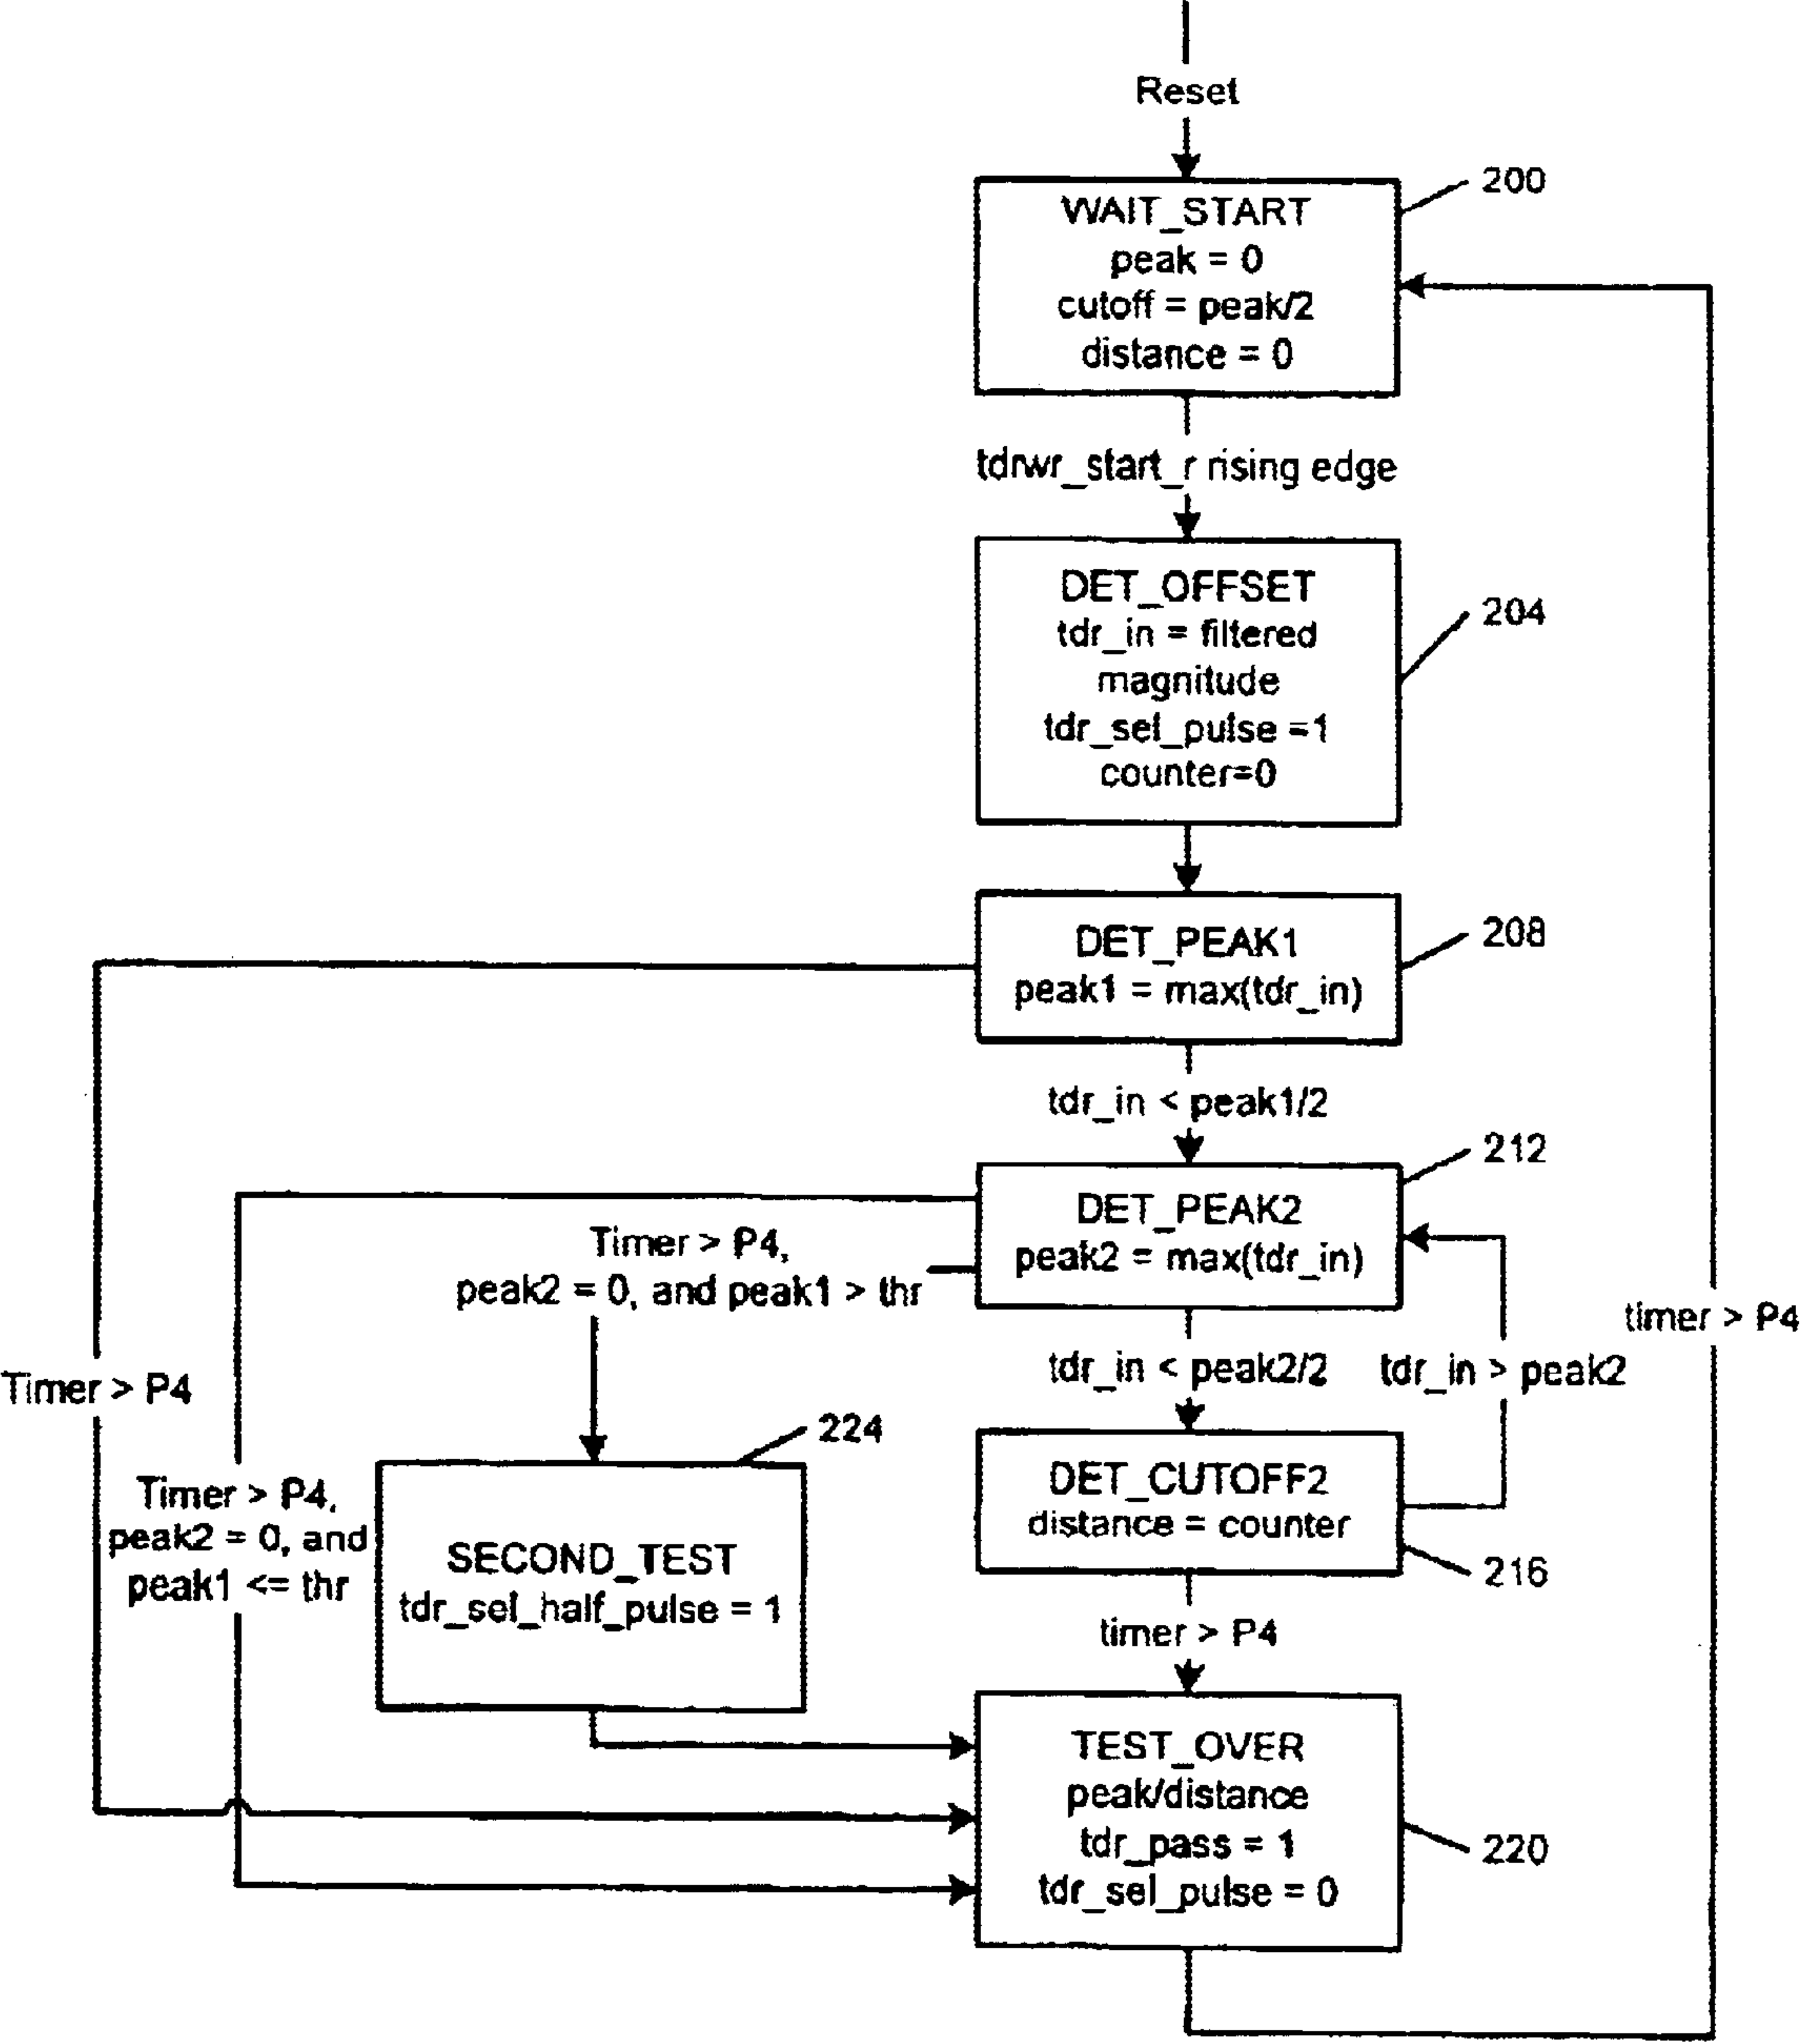 Reset
200
WAIT_START
peak = 0
cutoff = peak/2
distance = 0
tdrwr_start_r rising edge
DET_OFFSET
204
tdr_in = filtered
magnitude
tdr_sel_pulse =1
counter=0
208
DET_PEAK1
peak1 = max(tdr_in)
tdr_in < peak1/2
212
DET_PEAK2
peak2 = max(tdr_in)
Timer > P4,
peak2 = 0, and peak1 > thr
timer > P4
tdr_in < peak2/2
tdr_in > peak2
Timer > P4
224
DET_CUTOFF2
distance = counter
216
Timer > P4,
peak2 = 0, and
peak1 <= thr
SECOND_TEST
tdr_sel_half_pulse = 1
timer > P4
TEST_OVER
peak/distance
tdr_pass = 1
tdr_sel_pulse = 0
220